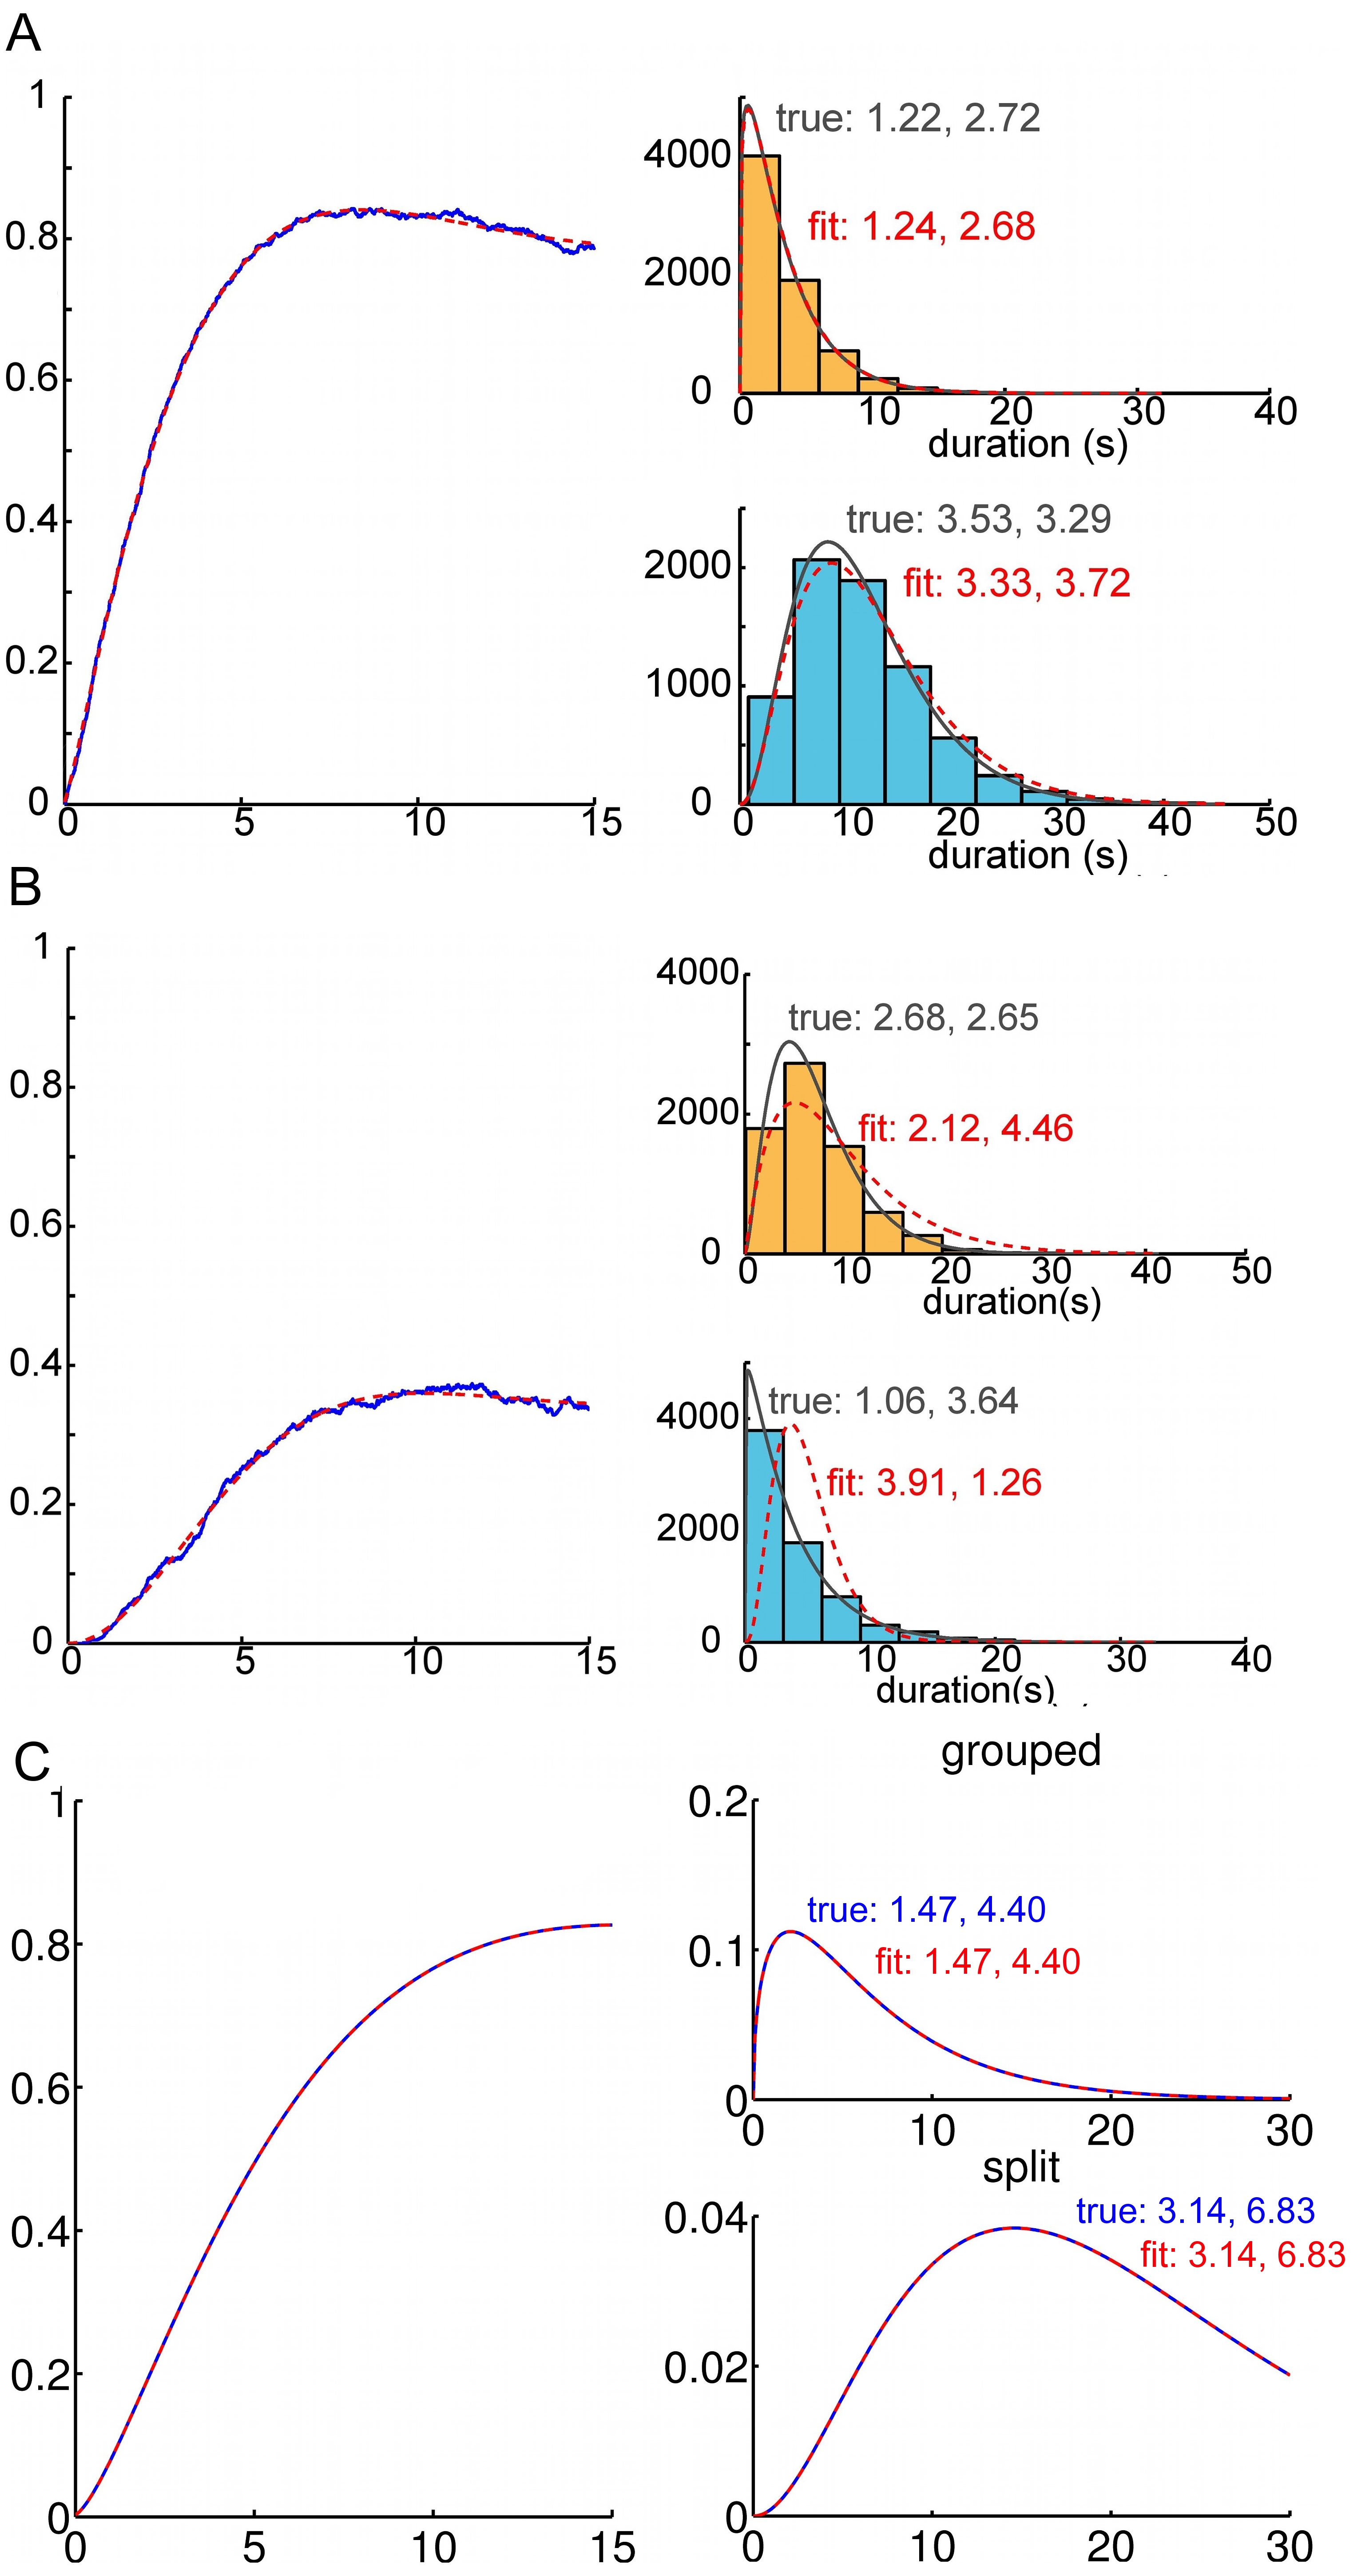 A
1
0.8
0.6
0.4
0.2
0
0 5 10 15
true: 1.22, 2.72
fit: 1.24, 2.68
4000
2000
0
0 10 20 30 40
duration (s)
true: 3.53, 3.29
fit: 3.33, 3.72
2000
1000
0
0 10 20 30 40 50
duration (s)
B
1
0.8
0.6
0.4
0.2
0
0 5 10 15
4000
2000
0
true: 2.68, 2.65
fit: 2.12, 4.46
0 10 20 30 40 50
duration(s)
true: 1.06, 3.64
fit: 3.91, 1.26
4000
2000
0
0 10 20 30 40
duration(s)
C
1
0.8
0.6
0.4
0.2
0
0 5 10 15
grouped
0.2
0.1
0
true: 1.47, 4.40
fit: 1.47, 4.40
0 10 20 30
split
0.04
0.02
0
true: 3.14, 6.83
fit: 3.14, 6.83
0 10 20 30